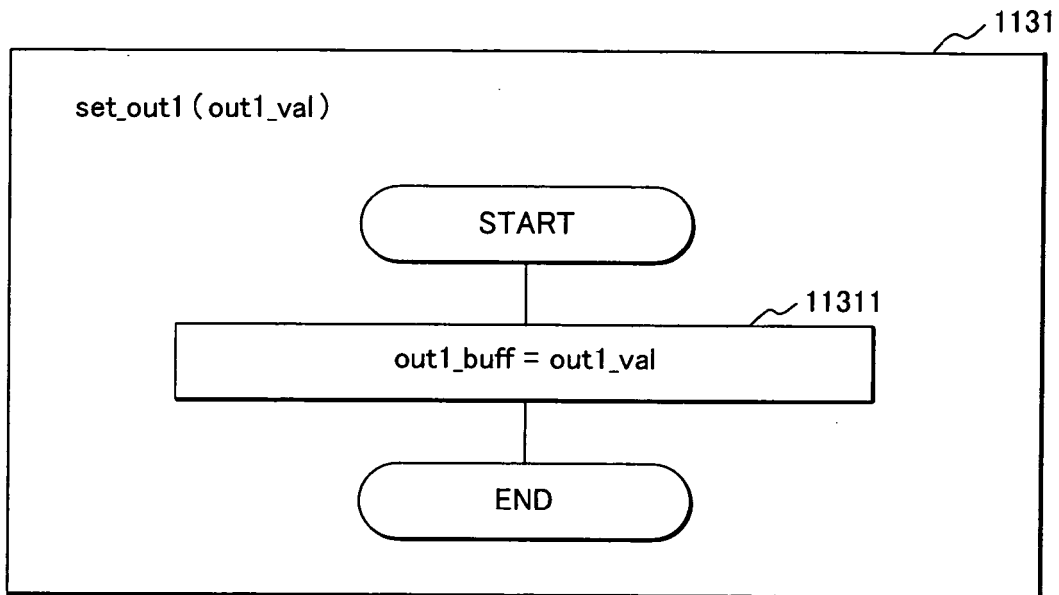 1131
set_out1 ( out1_val )
START
11311
out1_buff = out1_val
END